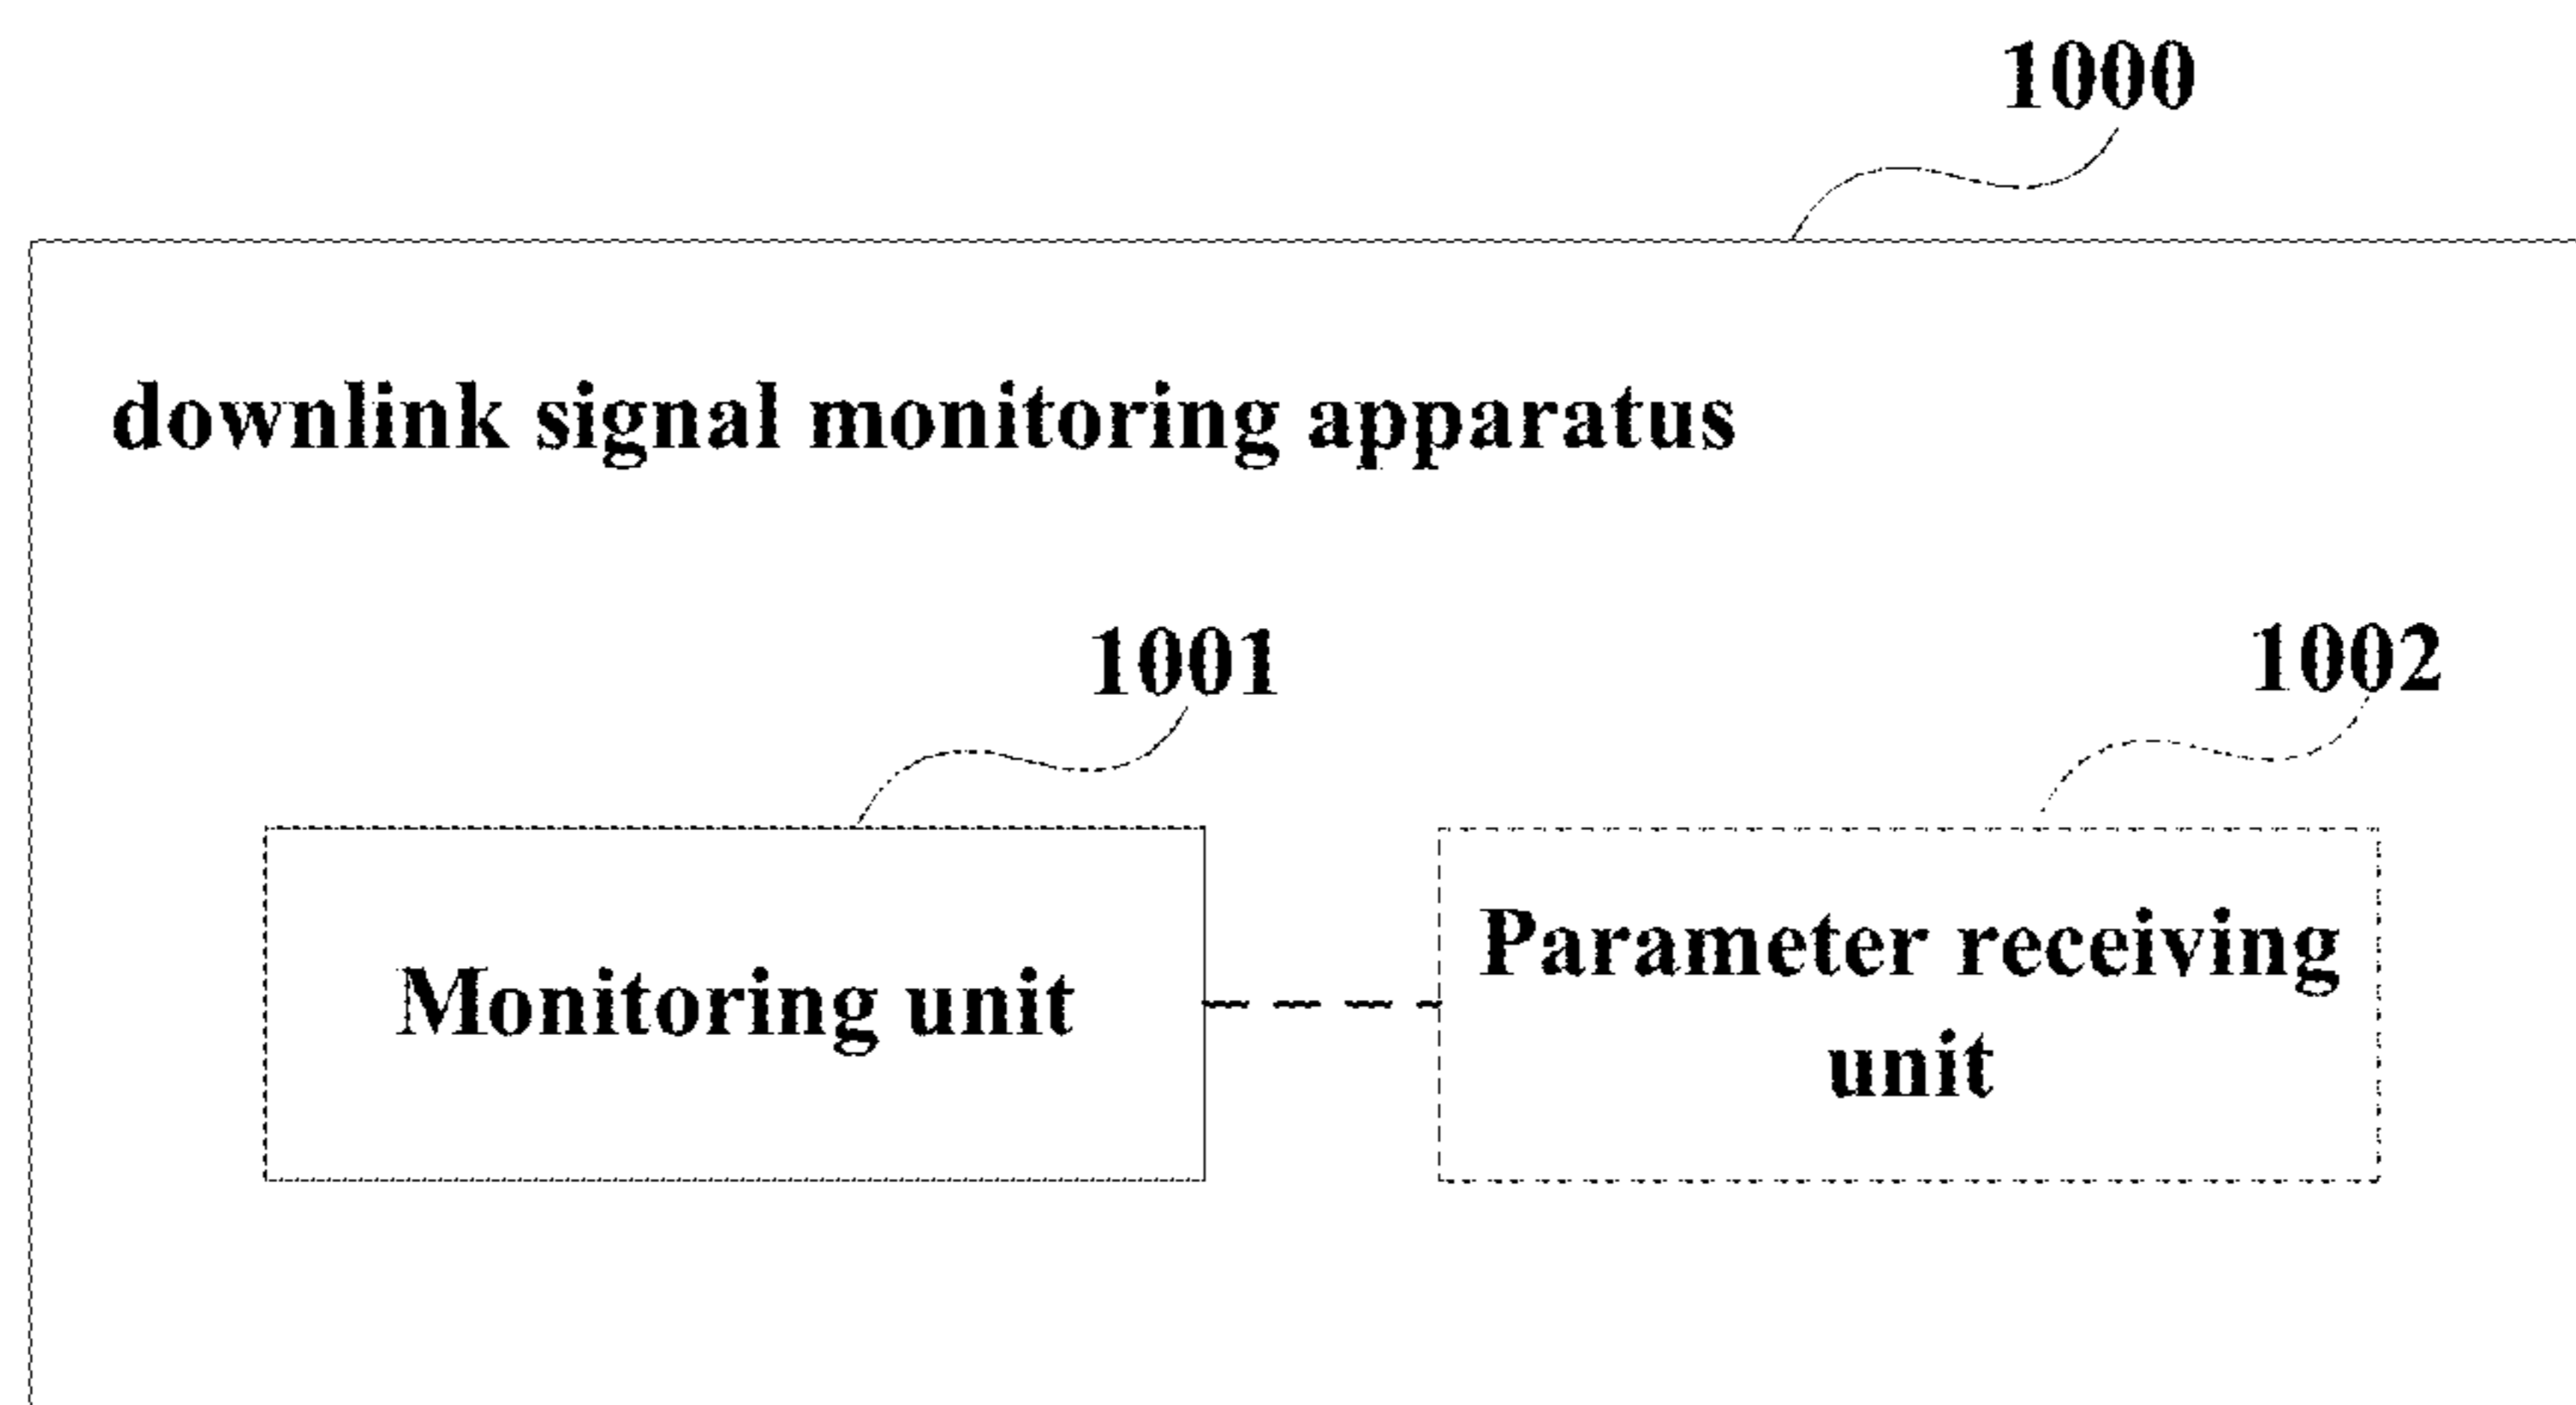 1000
downlink signal monitoring apparatus
1001
1002
Monitoring unit
Parameter receiving
unit